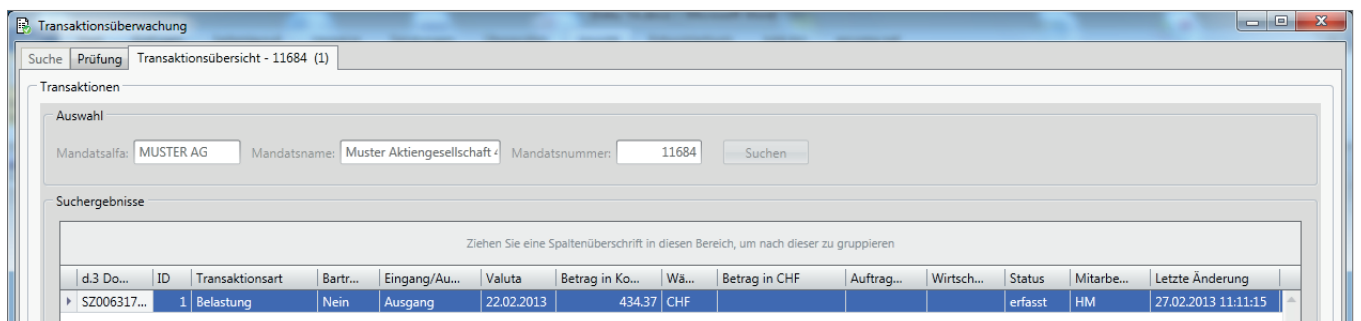 Transaktionsüberwachung
Suche Prüfung Transaktionsübersicht - 11684 (1)
Transaktionen
Auswahl
Mandatsalfa: MUSTER AG Mandatsname: Muster Aktiengesellschaft Mandatsnummer: 11684 Suchen
Suchergebnisse
Ziehen Sie eine Spaltenüberschrift in diesen Bereich, um nach dieser zu gruppieren
d.3 Do... ID Transaktionsart Bartr... Eingang/Au... Valuta Betrag in Ko... Wä... Betrag in CHF Auftrag... Wirtsch... Status Mitarbe... Letzte Änderung
SZ006317... 1 Belastung Nein Ausgang 22.02.2013 434.37 CHF erfasst HM 27.02.2013 11:11:15